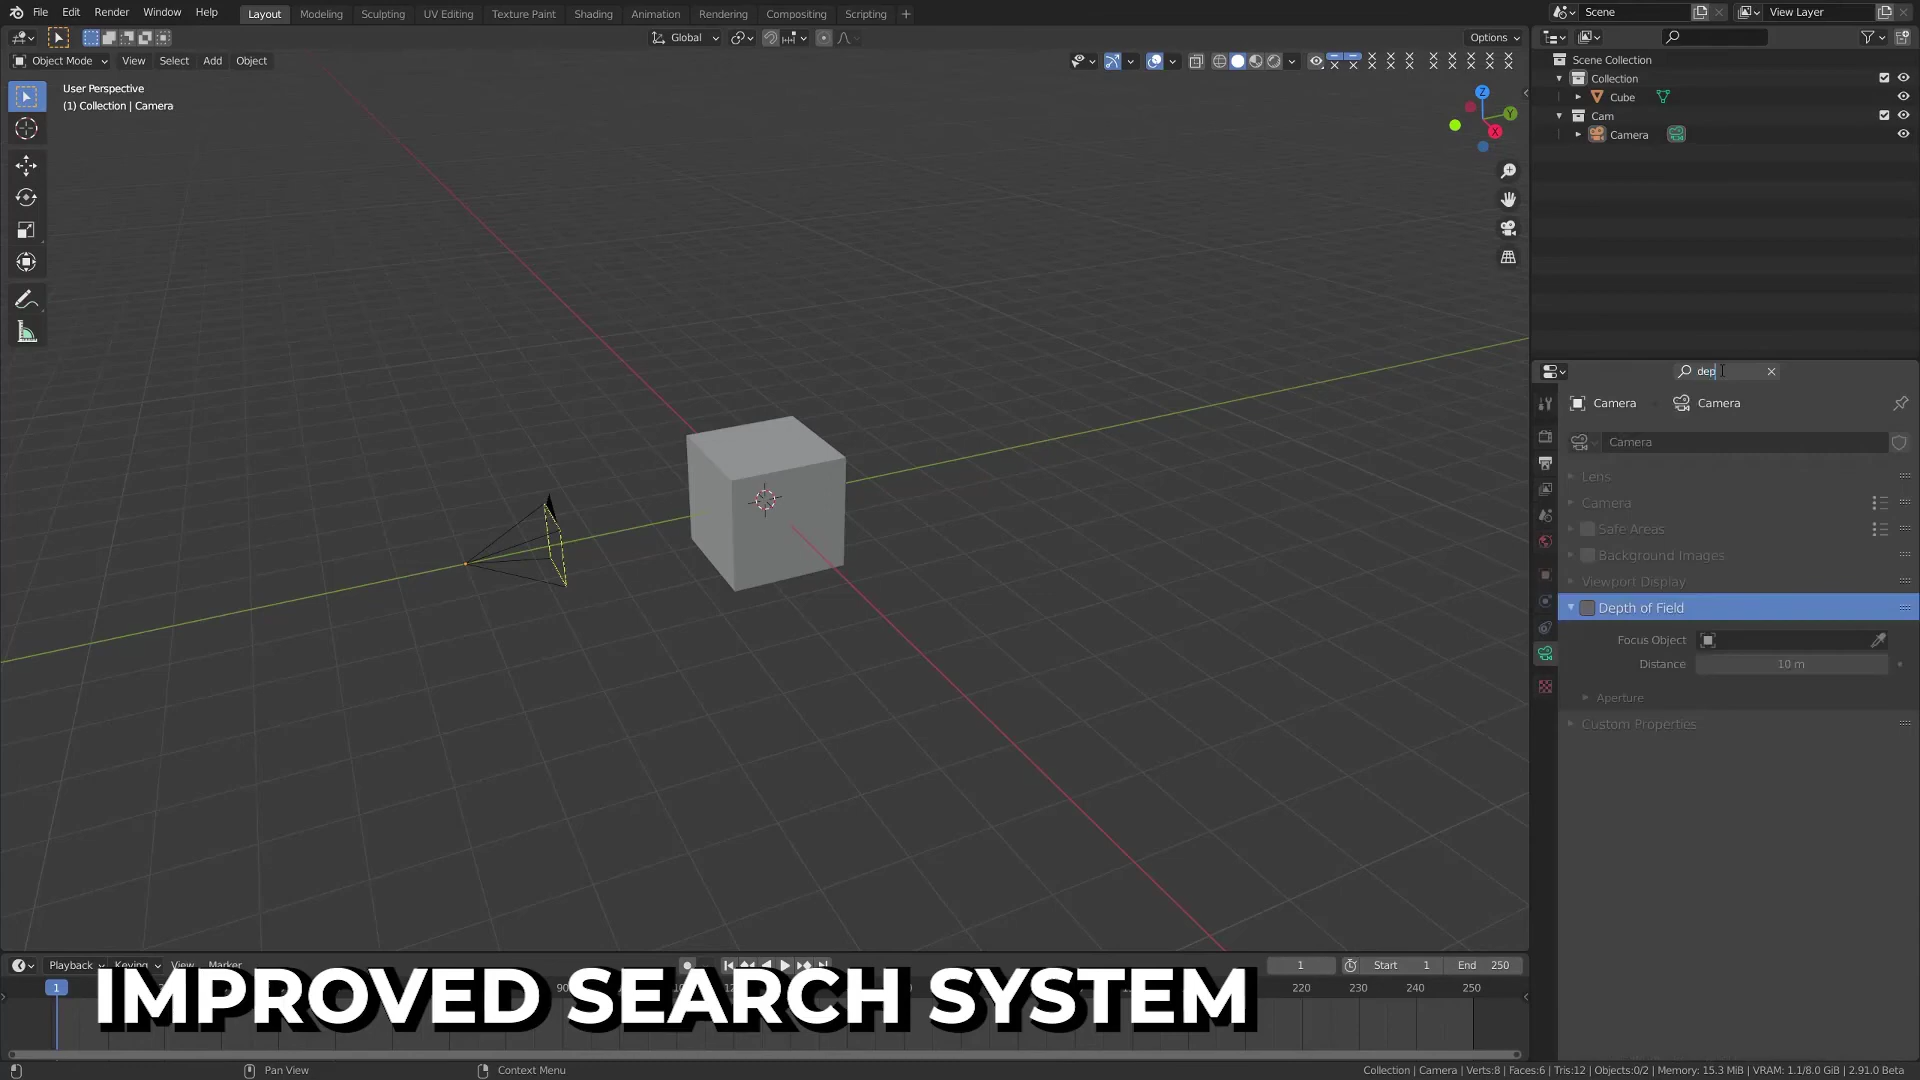 File Edit Render Window Help
Layout Modeling Sculpting UV Editing Texture Paint Shading Animation Rendering Compositing Scripting +
Scene
View Layer
Global
Options
Object Mode View Select Add Object
User Perspective
(1) Collection | Camera
Z
Y
X
Scene Collection
Collection
Cube
Cam
Camera
dep
Camera Camera
Camera
Lens
Camera
Safe Areas
Background Images
Viewport Display
Depth of Field
Focus Object
Distance 10 m
Aperture
Custom Properties
Playback Keying View Marker
1 Start 1 End 250
1 90 220 230 240 250
IMPROVED SEARCH SYSTEM
Pan View Context Menu
Collection | Camera | Verts:8 | Faces:6 | Tris:12 | Objects:0/2 | Memory: 15.3 MiB | VRAM: 1.1/8.0 GiB | 2.91.0 Beta